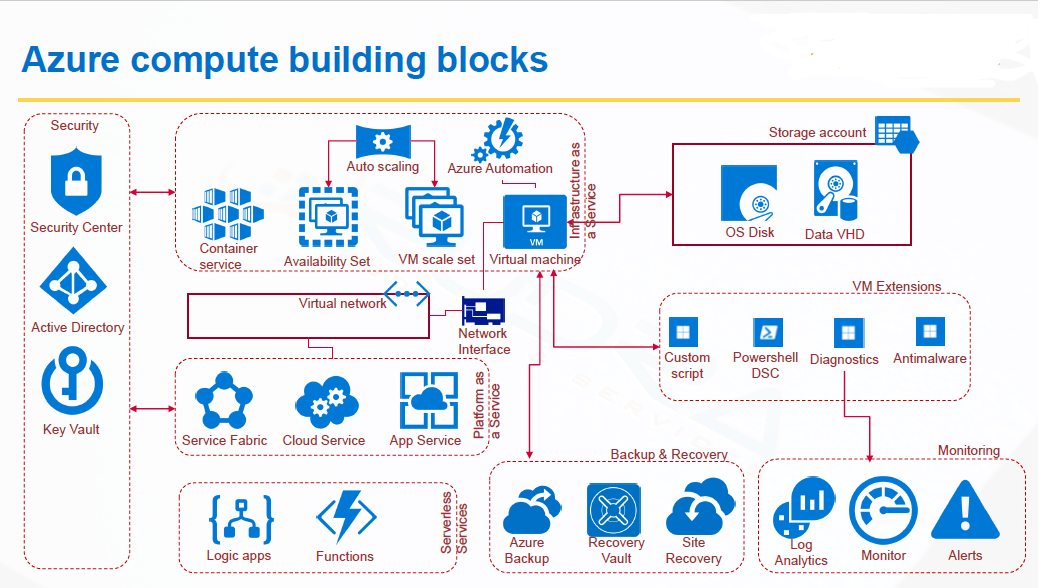 Azure compute building blocks
Security
Security Center
Active Directory
Key Vault
Auto scaling
Azure Automation
Container
service
Availability Set
VM scale set
VM
Virtual machine
Infrastructure as
a Service
Storage account
OS Disk
Data VHD
Virtual network
Network
Interface
VM Extensions
Custom
script
Powershell
DSC
Diagnostics
Antimalware
Service Fabric
Cloud Service
App Service
Platform as
a Service
Logic apps
Functions
Serverless
Services
Backup & Recovery
Azure
Backup
Recovery
Vault
Site
Recovery
Monitoring
Log
Analytics
Monitor
Alerts